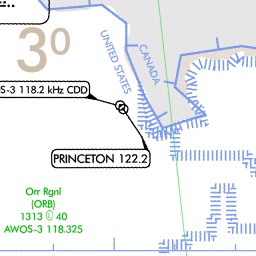 3⁰
UNITED STATES
CANADA
S-3 118.2 kHz CDD
PRINCETON 122.2
Orr Rgnl
(ORB)
1313 40
AWOS-3 118.325